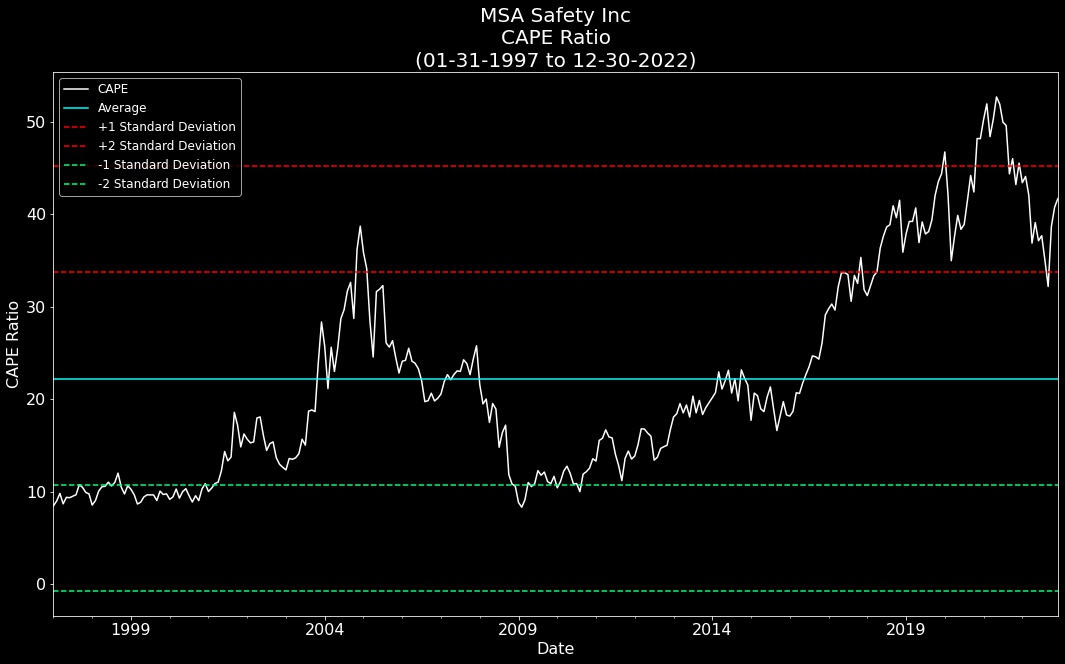 MSA Safety Inc
CAPE Ratio
(01-31-1997 to 12-30-2022)
CAPE
Average
+1 Standard Deviation
+2 Standard Deviation
-1 Standard Deviation
-2 Standard Deviation
50
40
30
20
10
0
CAPE Ratio
1999 2004 2009 2014 2019
Date